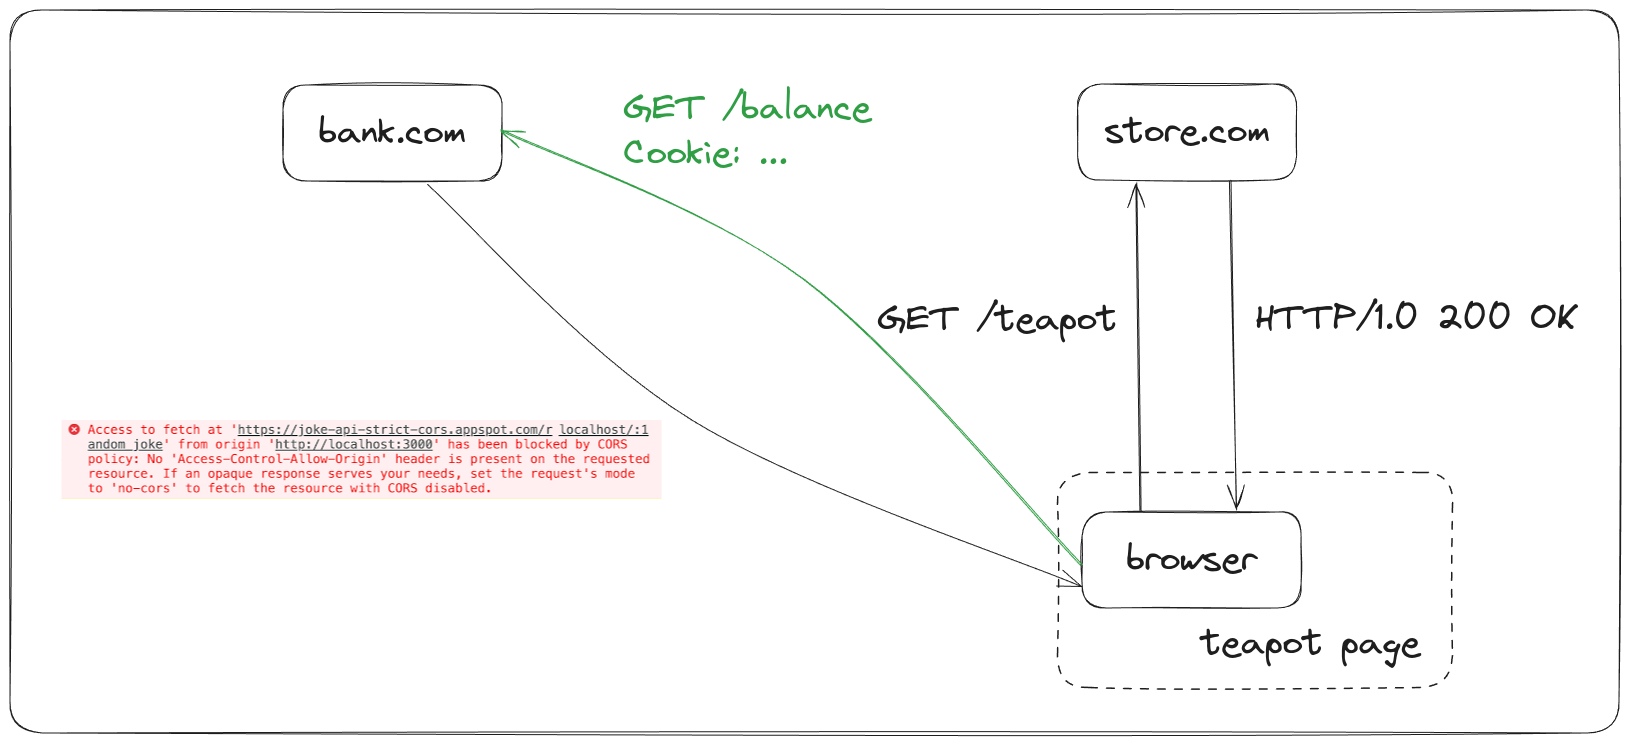 bank.com
GET /balance
Cookie: ...
store.com
GET /teapot
HTTP/1.0 200 OK
Access to fetch at 'https://joke-api-strict-cors.appspot.com/r localhost/:1
andom_joke' from origin 'http://localhost:3000' has been blocked by CORS
policy: No 'Access-Control-Allow-Origin' header is present on the requested
resource. If an opaque response serves your needs, set the request's mode
to 'no-cors' to fetch the resource with CORS disabled.
browser
teapot page